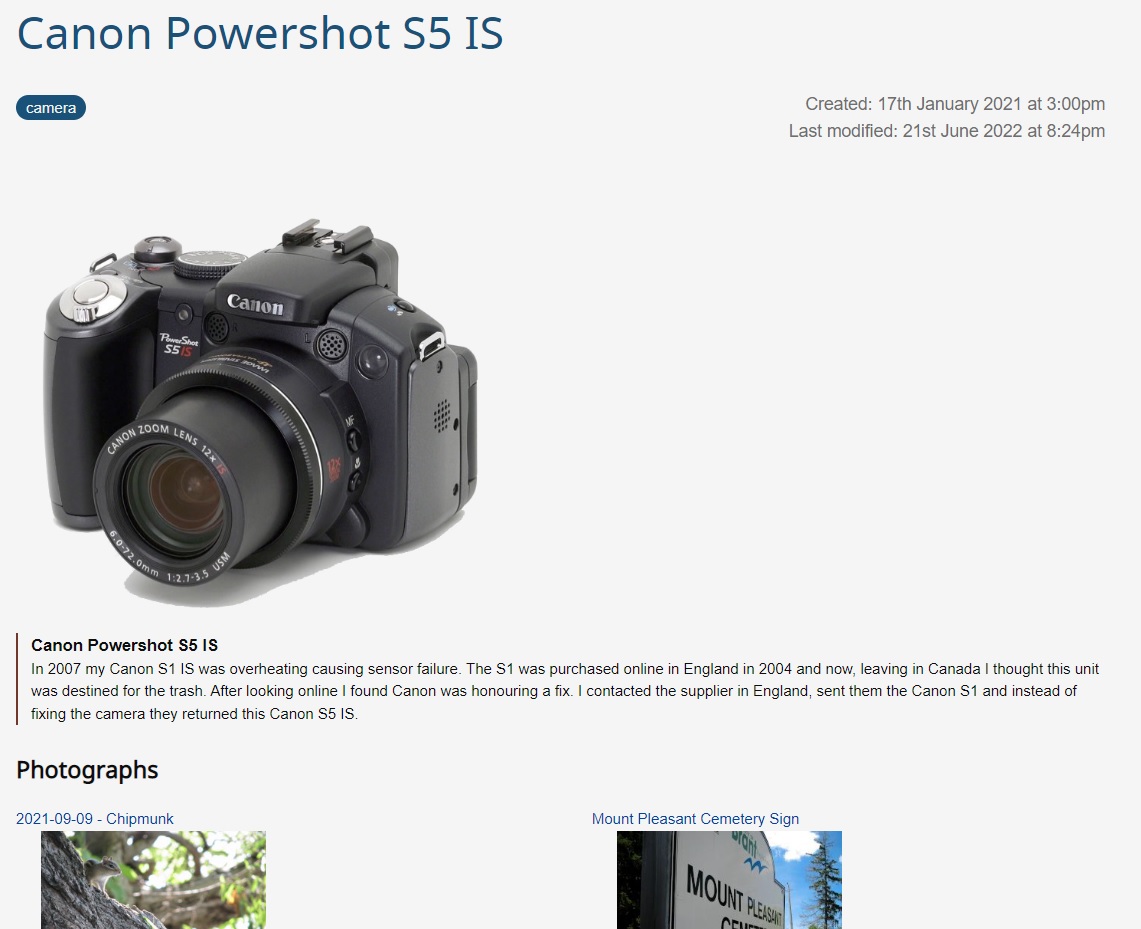 Canon Powershot S5 IS
camera
Created: 17th January 2021 at 3:00pm
Last modified: 21st June 2022 at 8:24pm
Canon
PowerShot
S5 IS
MF
12x
CANON ZOOM LENS 12x IS
6.0-72.0mm 1:2.7-3.5 USM
Canon Powershot S5 IS
In 2007 my Canon S1 IS was overheating causing sensor failure. The S1 was purchased online in England in 2004 and now, leaving in Canada I thought this unit
was destined for the trash. After looking online I found Canon was honouring a fix. I contacted the supplier in England, sent them the Canon S1 and instead of
fixing the camera they returned this Canon S5 IS.
Photographs
2021-09-09 - Chipmunk
Mount Pleasant Cemetery Sign
MOUNT PLEASANT